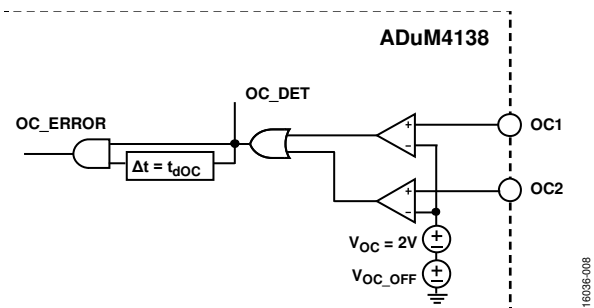 ADuM4138
OC_DET
OC_ERROR
Δt = tdOC
+
–
OC1
+
–
OC2
VOC = 2V
+
–
VOC_OFF
+
–
16036-008